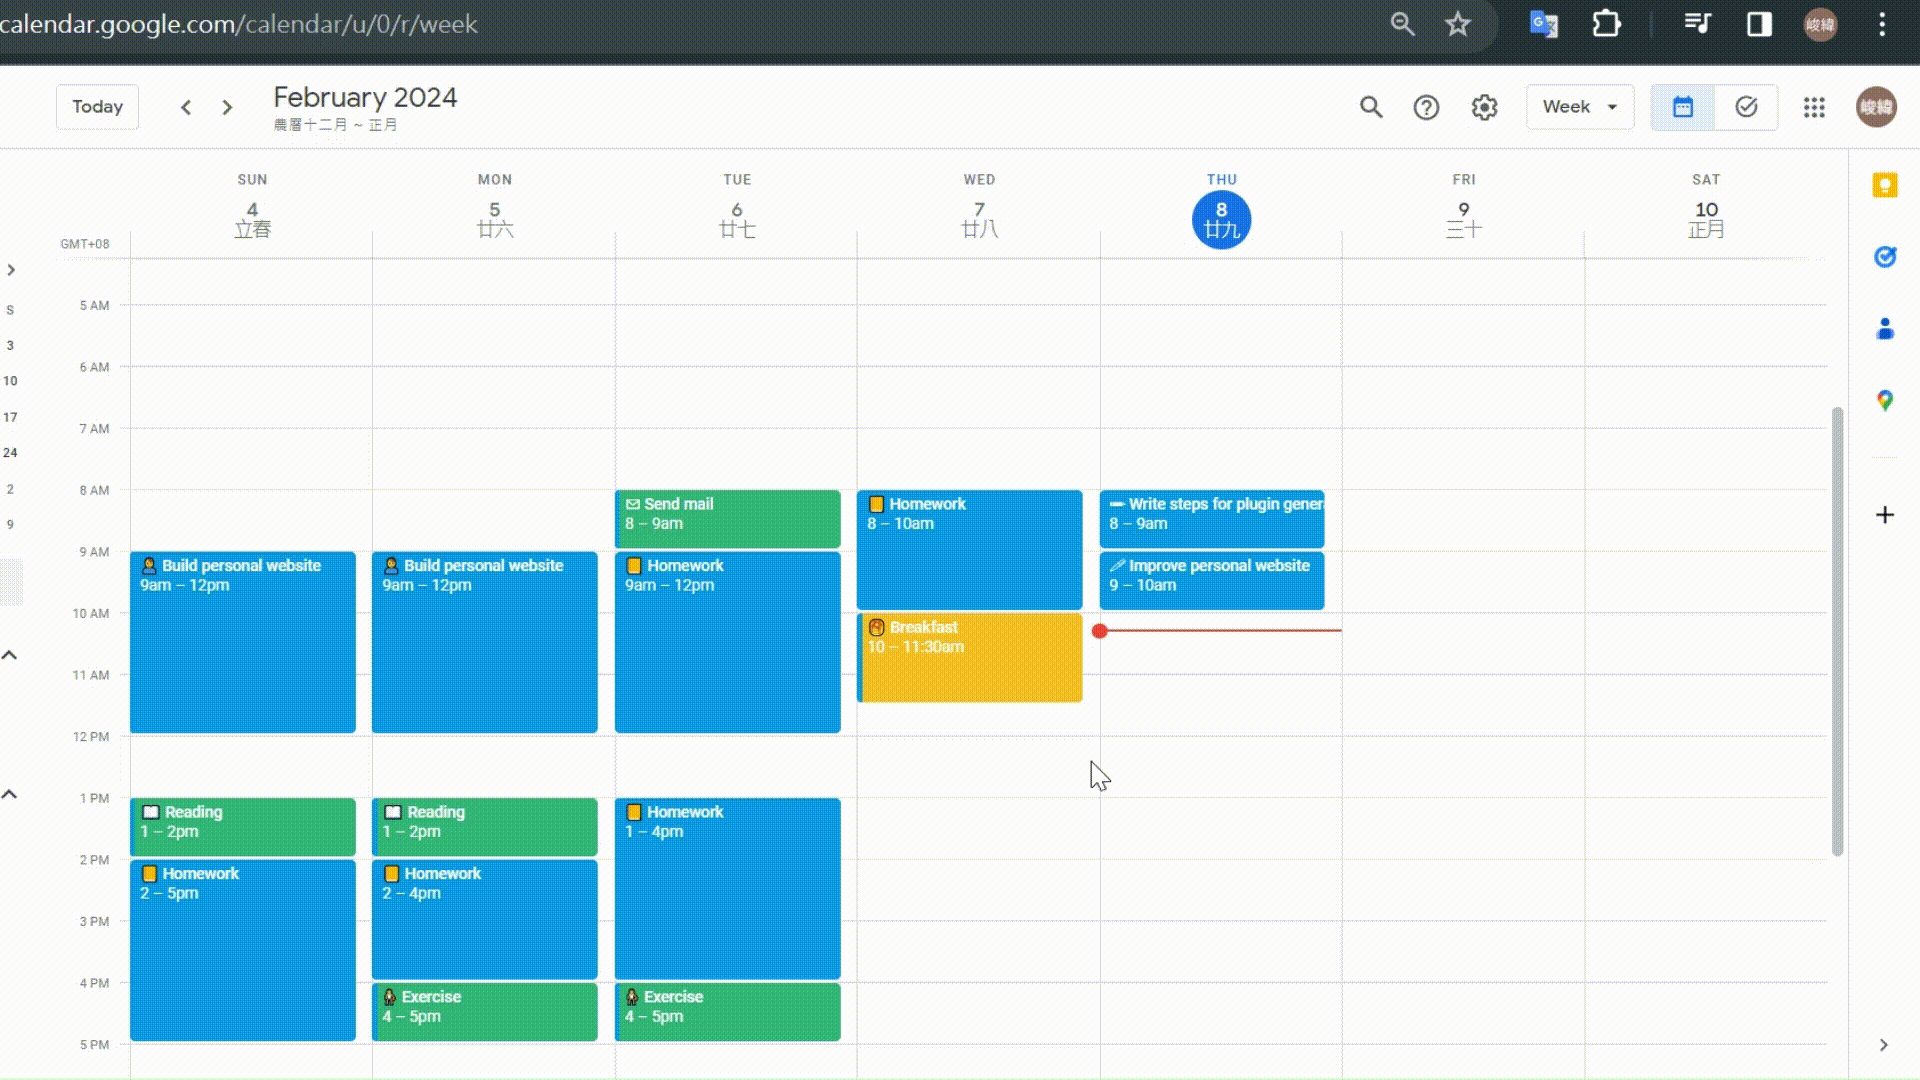 calendar.google.com/calendar/u/0/r/week
峻緯
Today
February 2024
農曆十二月 ~ 正月
Week
峻緯
SUN
4
立春
MON
5
廿六
TUE
6
廿七
WED
7
廿八
THU
8
廿九
FRI
9
三十
SAT
10
正月
GMT+08
S
3
10
17
24
2
9
5 AM
6 AM
7 AM
8 AM
9 AM
10 AM
11 AM
12 PM
1 PM
2 PM
3 PM
4 PM
5 PM
Build personal website
9am – 12pm
Reading
1 – 2pm
Homework
2 – 5pm
Build personal website
9am – 12pm
Reading
1 – 2pm
Homework
2 – 4pm
Exercise
4 – 5pm
Send mail
8 – 9am
Homework
9am – 12pm
Homework
1 – 4pm
Exercise
4 – 5pm
Homework
8 – 10am
Breakfast
10 – 11:30am
Write steps for plugin gener
8 – 9am
Improve personal website
9 – 10am